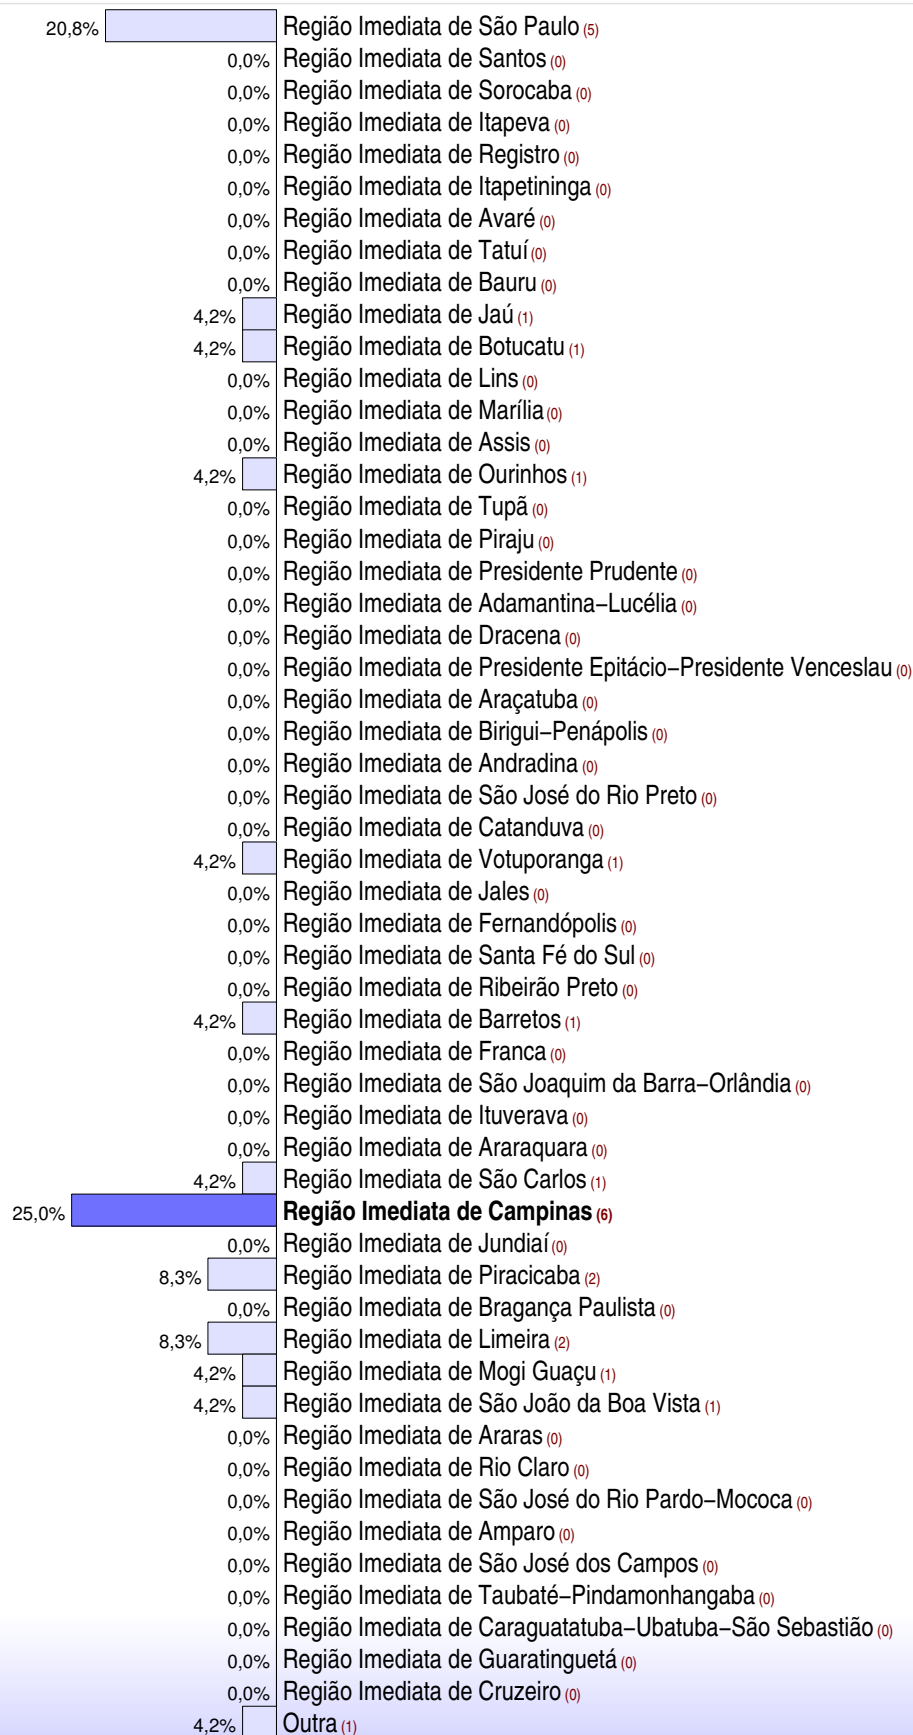 20,8% Região Imediata de São Paulo (5)
0,0% Região Imediata de Santos (0)
0,0% Região Imediata de Sorocaba (0)
0,0% Região Imediata de Itapeva (0)
0,0% Região Imediata de Registro (0)
0,0% Região Imediata de Itapetininga (0)
0,0% Região Imediata de Avaré (0)
0,0% Região Imediata de Tatuí (0)
0,0% Região Imediata de Bauru (0)
4,2% Região Imediata de Jaú (1)
4,2% Região Imediata de Botucatu (1)
0,0% Região Imediata de Lins (0)
0,0% Região Imediata de Marília (0)
0,0% Região Imediata de Assis (0)
4,2% Região Imediata de Ourinhos (1)
0,0% Região Imediata de Tupã (0)
0,0% Região Imediata de Piraju (0)
0,0% Região Imediata de Presidente Prudente (0)
0,0% Região Imediata de Adamantina–Lucélia (0)
0,0% Região Imediata de Dracena (0)
0,0% Região Imediata de Presidente Epitácio–Presidente Venceslau (0)
0,0% Região Imediata de Araçatuba (0)
0,0% Região Imediata de Birigui–Penápolis (0)
0,0% Região Imediata de Andradina (0)
0,0% Região Imediata de São José do Rio Preto (0)
0,0% Região Imediata de Catanduva (0)
4,2% Região Imediata de Votuporanga (1)
0,0% Região Imediata de Jales (0)
0,0% Região Imediata de Fernandópolis (0)
0,0% Região Imediata de Santa Fé do Sul (0)
0,0% Região Imediata de Ribeirão Preto (0)
4,2% Região Imediata de Barretos (1)
0,0% Região Imediata de Franca (0)
0,0% Região Imediata de São Joaquim da Barra–Orlândia (0)
0,0% Região Imediata de Ituverava (0)
0,0% Região Imediata de Araraquara (0)
4,2% Região Imediata de São Carlos (1)
25,0% Região Imediata de Campinas (6)
0,0% Região Imediata de Jundiaí (0)
8,3% Região Imediata de Piracicaba (2)
0,0% Região Imediata de Bragança Paulista (0)
8,3% Região Imediata de Limeira (2)
4,2% Região Imediata de Mogi Guaçu (1)
4,2% Região Imediata de São João da Boa Vista (1)
0,0% Região Imediata de Araras (0)
0,0% Região Imediata de Rio Claro (0)
0,0% Região Imediata de São José do Rio Pardo–Mococa (0)
0,0% Região Imediata de Amparo (0)
0,0% Região Imediata de São José dos Campos (0)
0,0% Região Imediata de Taubaté–Pindamonhangaba (0)
0,0% Região Imediata de Caraguatatuba–Ubatuba–São Sebastião (0)
0,0% Região Imediata de Guaratinguetá (0)
0,0% Região Imediata de Cruzeiro (0)
4,2% Outra (1)